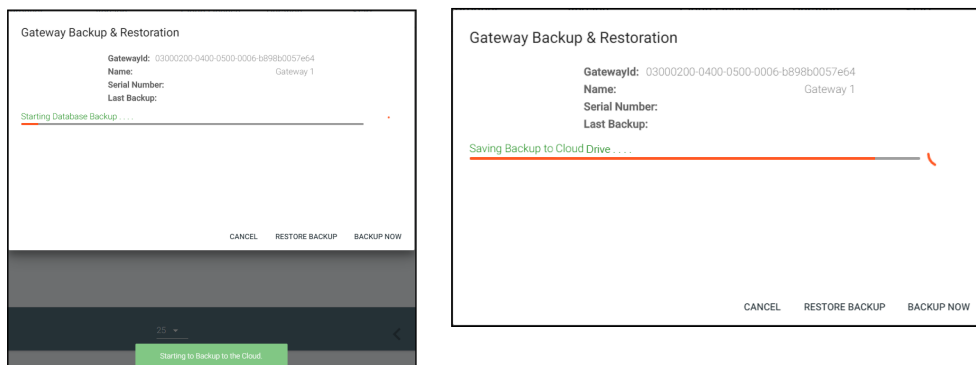 Gateway Backup & Restoration
GatewayId: 03000200-0400-0500-0006-b898b0057e64
Name: Gateway 1
Serial Number:
Last Backup:
Starting Database Backup . . . .
CANCEL RESTORE BACKUP BACKUP NOW
25
Starting to Backup to the Cloud.
Gateway Backup & Restoration
GatewayId: 03000200-0400-0500-0006-b898b0057e64
Name: Gateway 1
Serial Number:
Last Backup:
Saving Backup to Cloud Drive . . . .
CANCEL RESTORE BACKUP BACKUP NOW